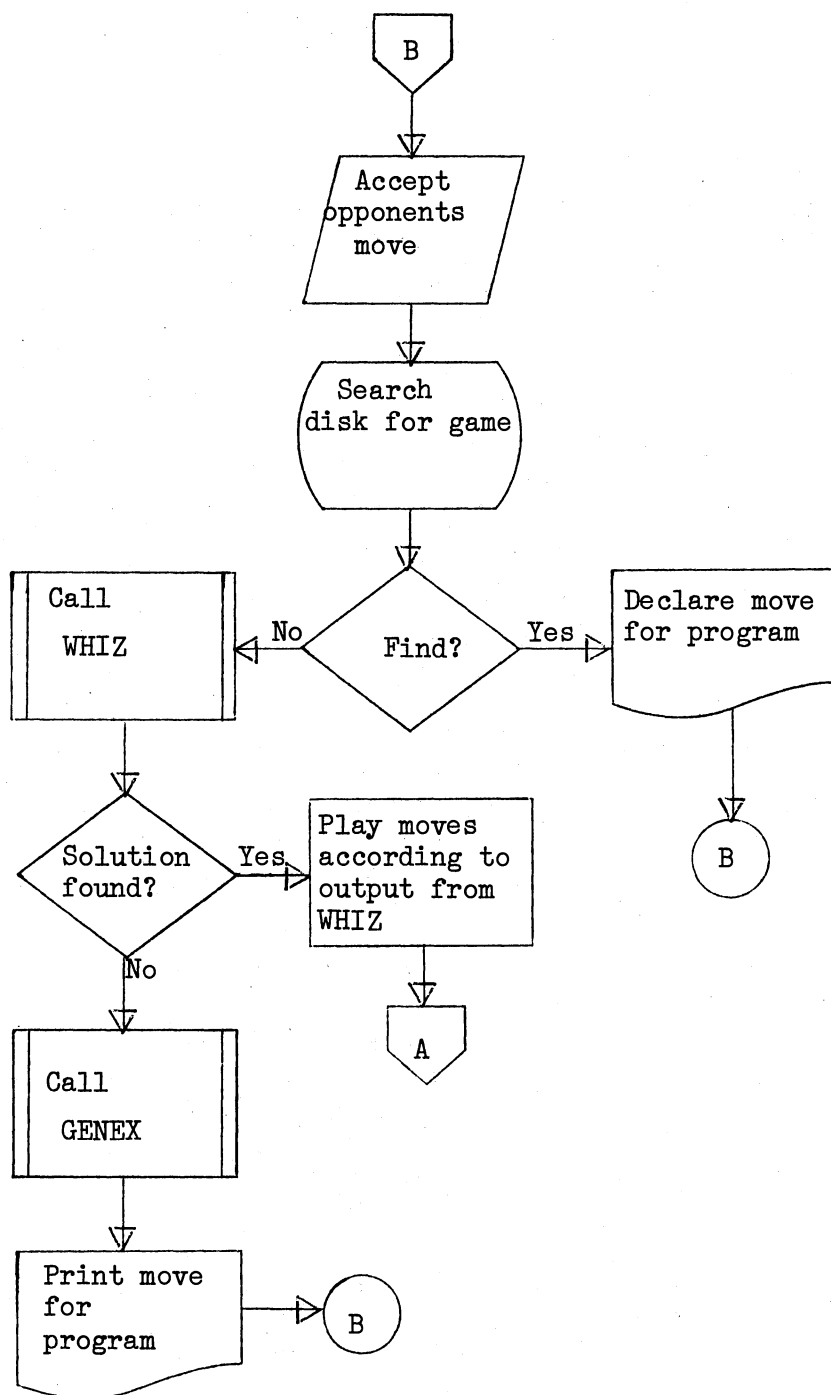 B
Accept
opponents
move
Search
disk for game
Find?
No
Yes
Call
WHIZ
Declare move
for program
B
Solution
found?
Yes
No
Play moves
according to
output from
WHIZ
A
Call
GENEX
Print move
for
program
B